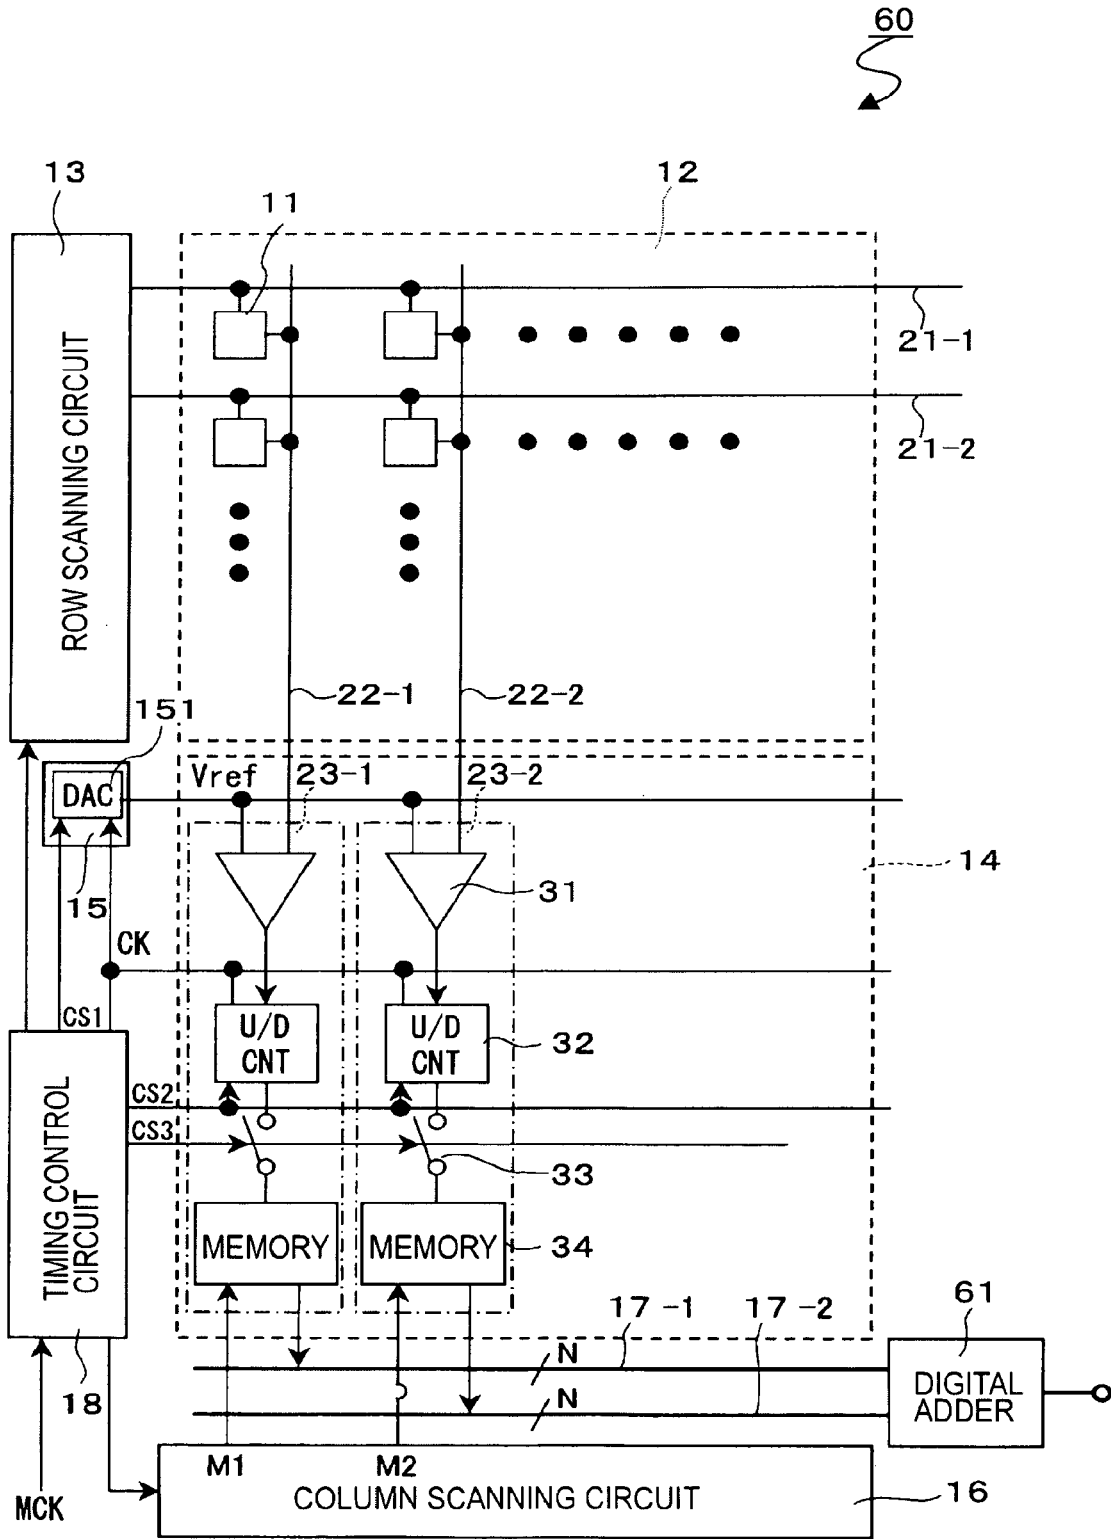 60
13
11
12
ROW SCANNING CIRCUIT
21-1
21-2
22-1
22-2
151
DAC
Vref
23-1
23-2
15
14
31
CK
CS1
U/D
CNT
U/D
CNT
32
CS2
CS3
33
TIMING CONTROL
CIRCUIT
MEMORY
MEMORY
34
17-1
17-2
61
N
N
DIGITAL
ADDER
18
M1
M2
MCK
COLUMN SCANNING CIRCUIT
16